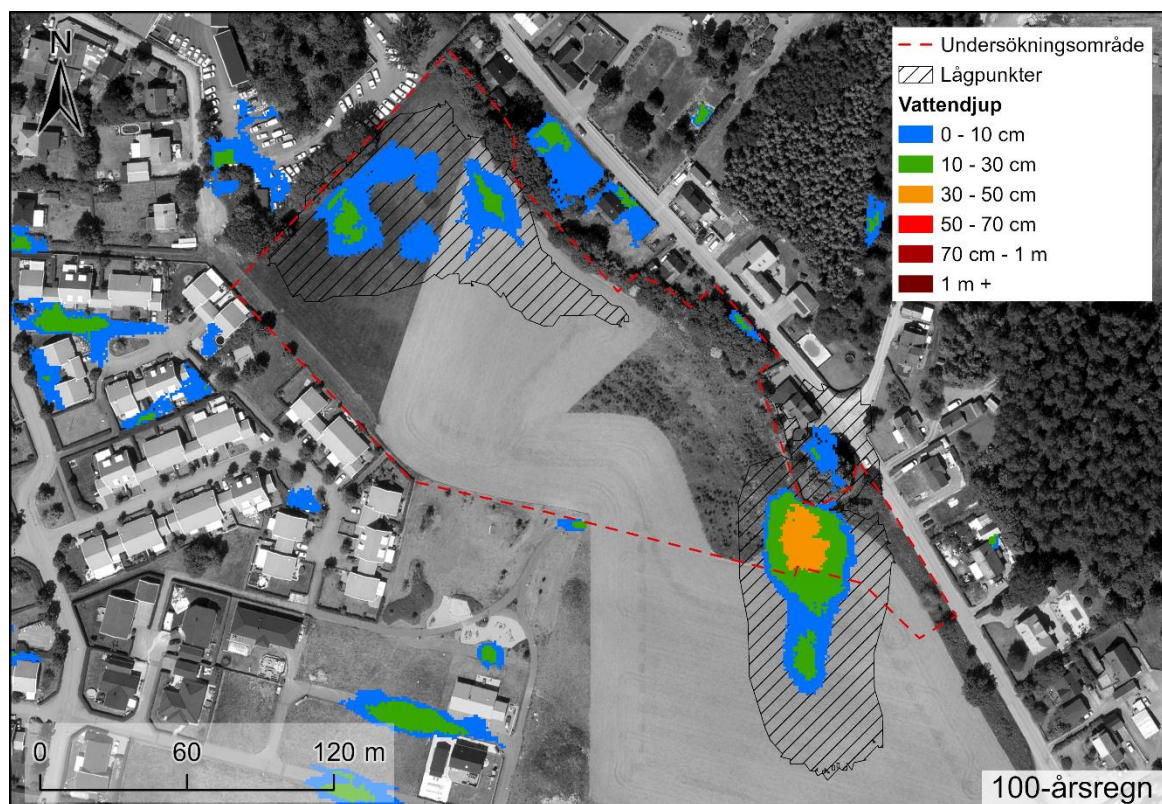 N
Undersökningsområde
Lågpunkter
Vattendjup
0 - 10 cm
10 - 30 cm
30 - 50 cm
50 - 70 cm
70 cm - 1 m
1 m +
0 60 120 m
100-årsregn